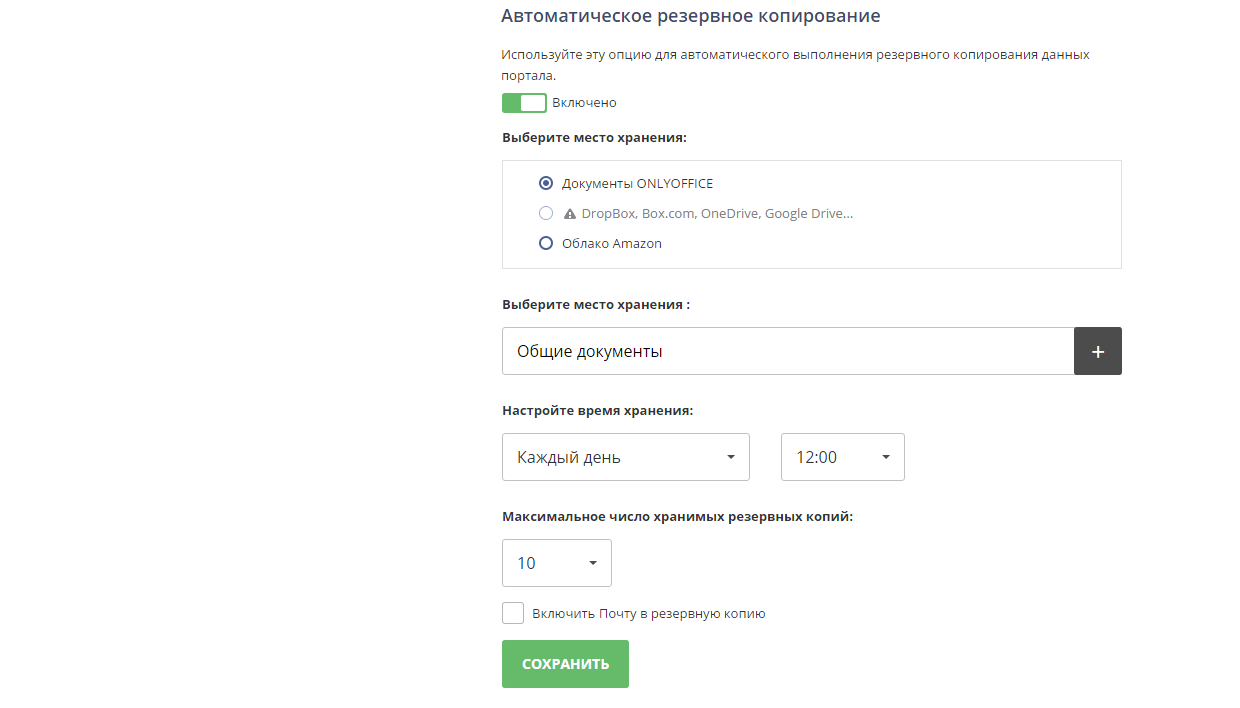 Автоматическое резервное копирование
Используйте эту опцию для автоматического выполнения резервного копирования данных
портала.
Включено
Выберите место хранения:
Документы ONLYOFFICE
DropBox, Box.com, OneDrive, Google Drive...
Облако Amazon
Выберите место хранения :
Общие документы
+
Настройте время хранения:
Каждый день
12:00
Максимальное число хранимых резервных копий:
10
Включить Почту в резервную копию
СОХРАНИТЬ